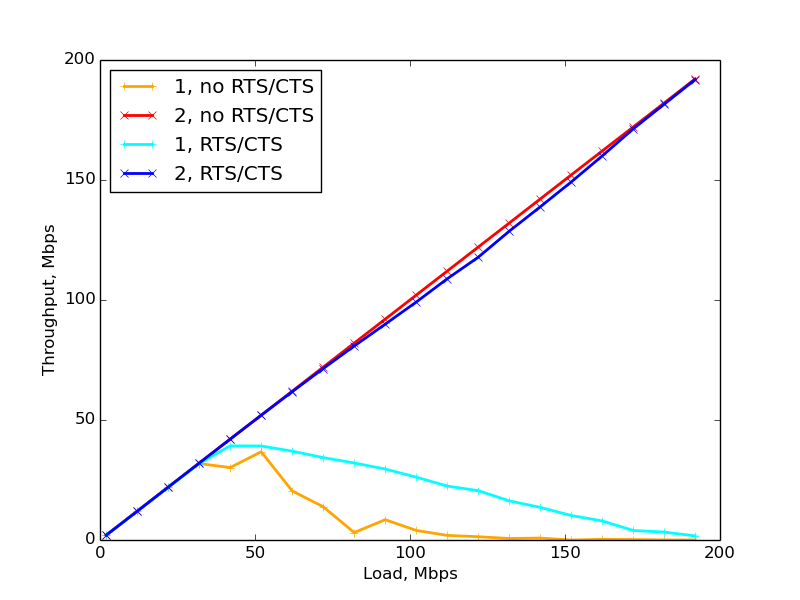 200
150
100
50
0
0
50
100
150
200
Throughput, Mbps
Load, Mbps
1, no RTS/CTS
2, no RTS/CTS
1, RTS/CTS
2, RTS/CTS